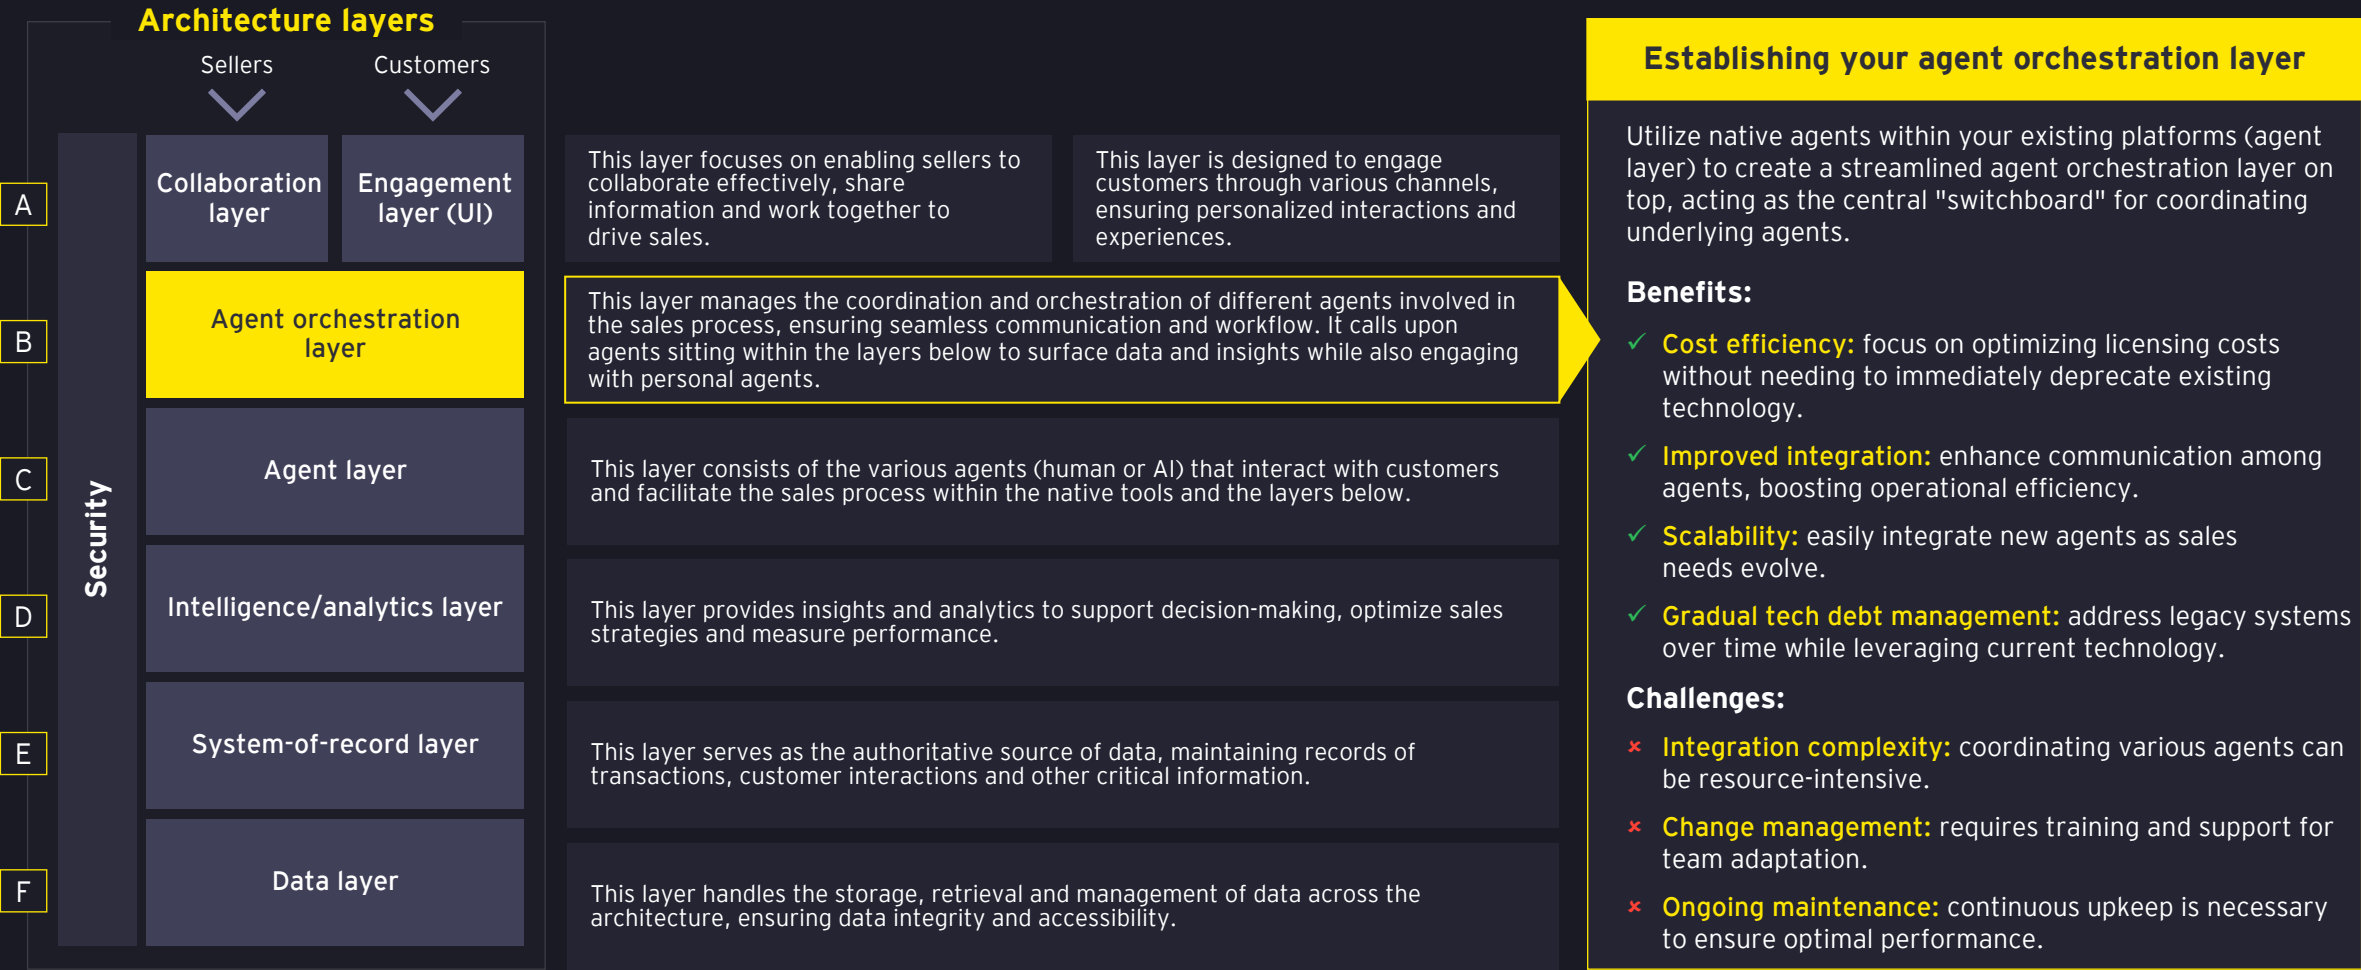 Architecture layers
Sellers
Customers
Security
A
Collaboration
layer
Engagement
layer (UI)
This layer focuses on enabling sellers to
collaborate effectively, share
information and work together to
drive sales.
This layer is designed to engage
customers through various channels,
ensuring personalized interactions and
experiences.
B
Agent orchestration
layer
This layer manages the coordination and orchestration of different agents involved in
the sales process, ensuring seamless communication and workflow. It calls upon
agents sitting within the layers below to surface data and insights while also engaging
with personal agents.
C
Agent layer
This layer consists of the various agents (human or AI) that interact with customers
and facilitate the sales process within the native tools and the layers below.
D
Intelligence/analytics layer
This layer provides insights and analytics to support decision-making, optimize sales
strategies and measure performance.
E
System-of-record layer
This layer serves as the authoritative source of data, maintaining records of
transactions, customer interactions and other critical information.
F
Data layer
This layer handles the storage, retrieval and management of data across the
architecture, ensuring data integrity and accessibility.
Establishing your agent orchestration layer
Utilize native agents within your existing platforms (agent
layer) to create a streamlined agent orchestration layer on
top, acting as the central "switchboard" for coordinating
underlying agents.
Benefits:
✓ Cost efficiency: focus on optimizing licensing costs
without needing to immediately deprecate existing
technology.
✓ Improved integration: enhance communication among
agents, boosting operational efficiency.
✓ Scalability: easily integrate new agents as sales
needs evolve.
✓ Gradual tech debt management: address legacy systems
over time while leveraging current technology.
Challenges:
✗ Integration complexity: coordinating various agents can
be resource-intensive.
✗ Change management: requires training and support for
team adaptation.
✗ Ongoing maintenance: continuous upkeep is necessary
to ensure optimal performance.